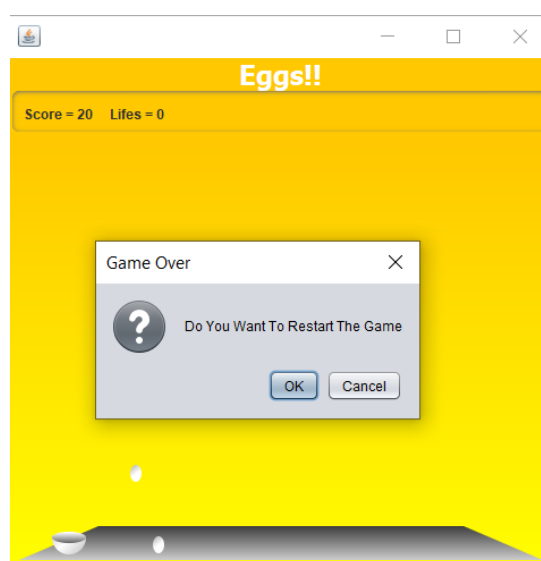 Eggs!!
Score = 20 Lifes = 0
Game Over
?
Do You Want To Restart The Game
OK Cancel